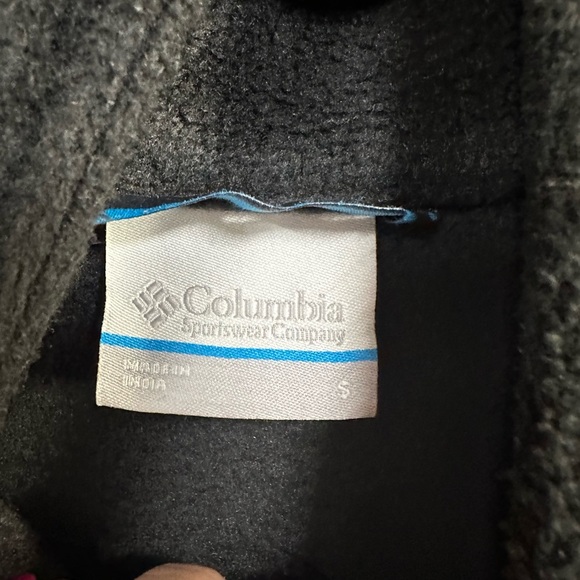 Columbia
Sportswear Company
MADE IN
INDIA
S